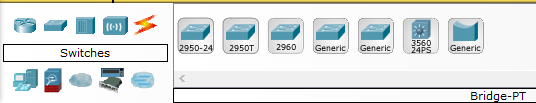 2950-24 2950T 2960 Generic Generic 3560 Generic
24PS
Switches
Bridge-PT